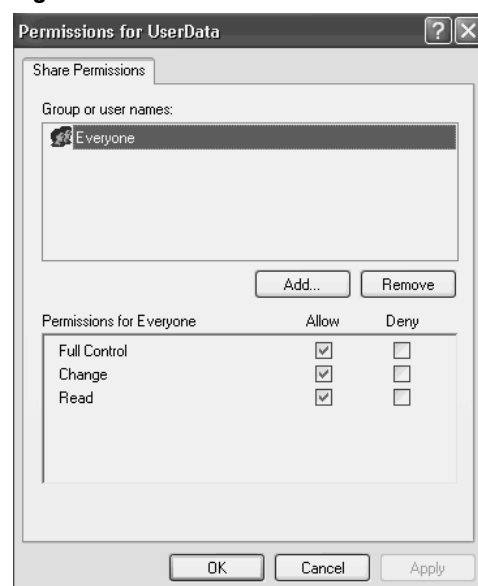 Permissions for UserData
Share Permissions
Group or user names:
Everyone
Add...
Remove
Permissions for Everyone
Allow
Deny
Full Control
Change
Read
OK
Cancel
Apply